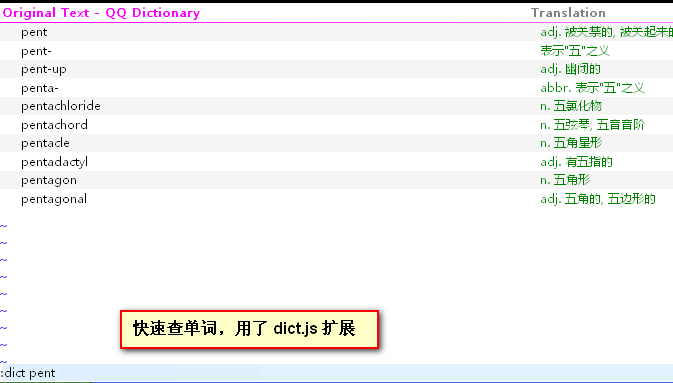 Original Text - QQ Dictionary Translation
pent adj. 被关禁的, 被关起来的
pent- 表示"五"之义
pent-up adj. 幽闭的
penta- abbr. 表示"五"之义
pentachloride n. 五氯化物
pentachord n. 五弦琴, 五音音阶
pentacle n. 五角星形
pentadactyl adj. 有五指的
pentagon n. 五角形
pentagonal adj. 五角的, 五边形的
~
~
~
~
~
~
~
~
~
快速查单词，用了 dict.js 扩展
:dict pent